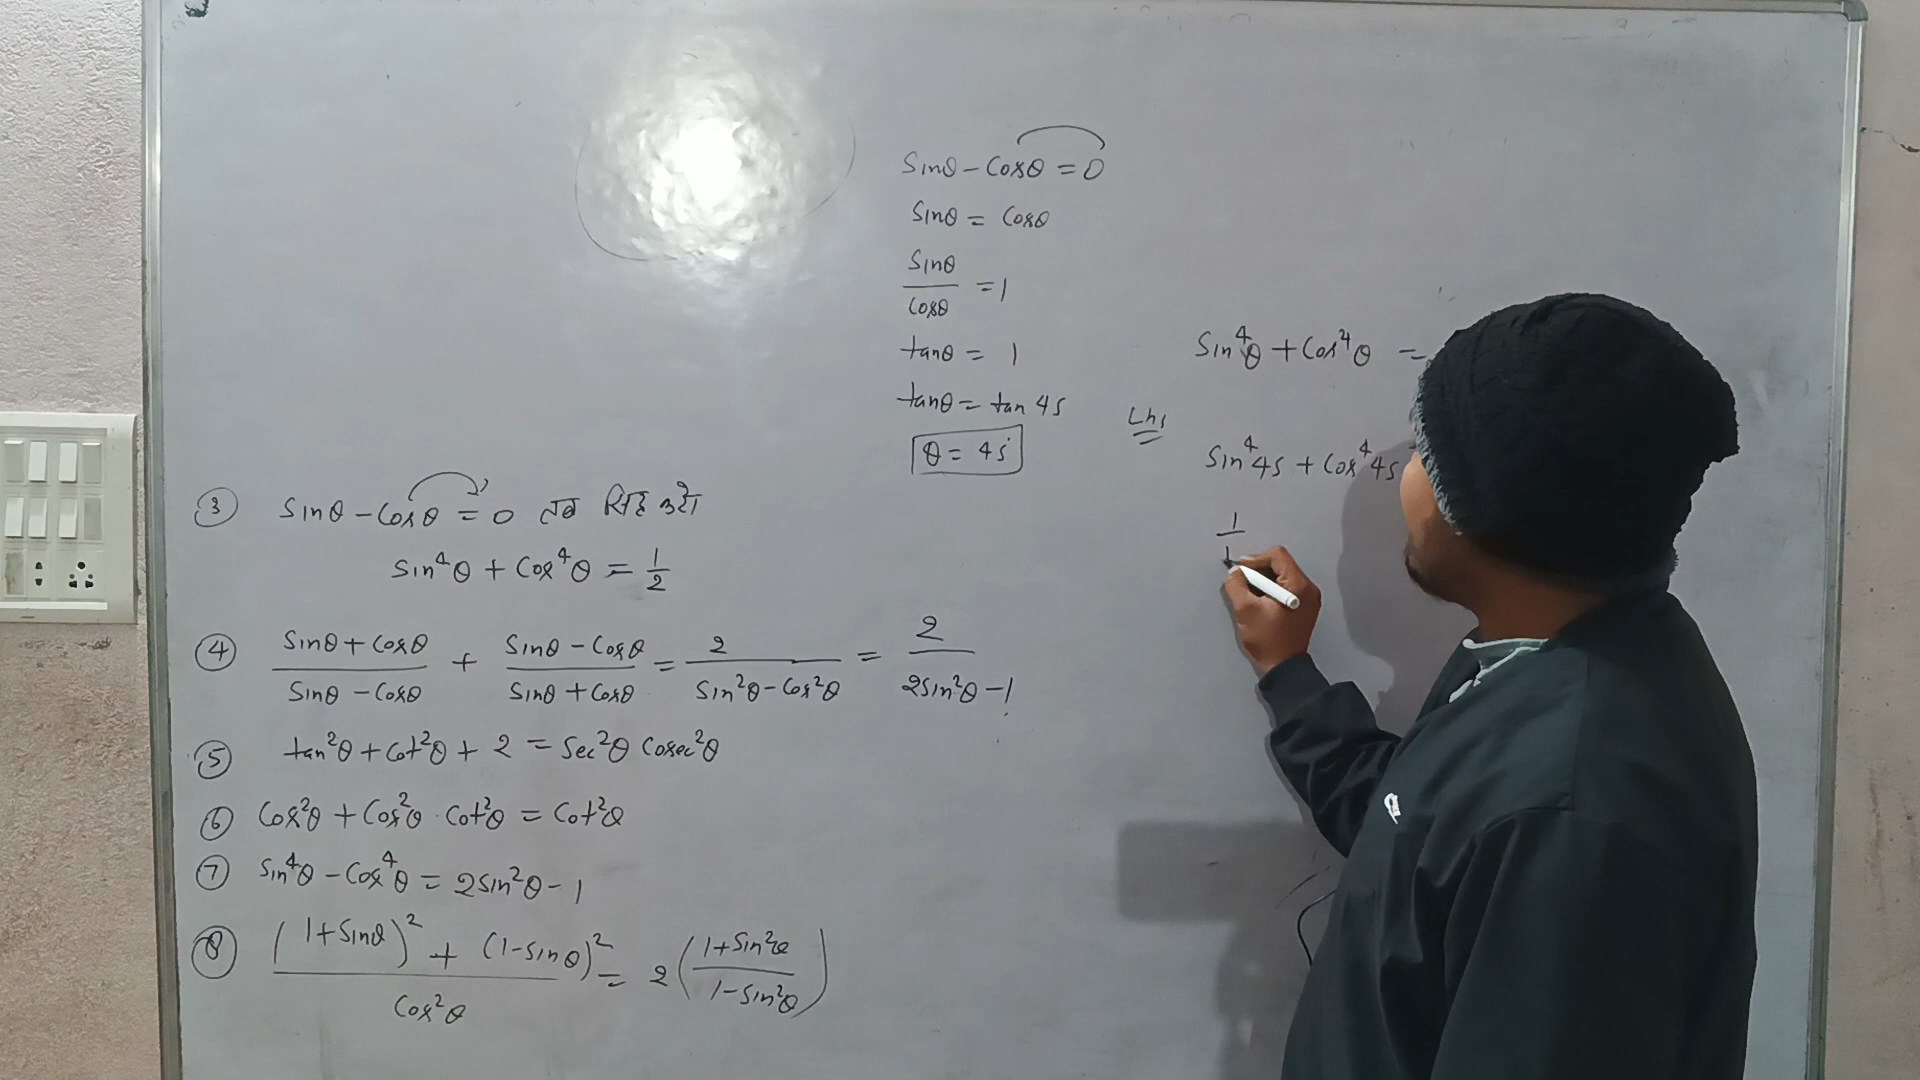 ③ Sinθ - Cosθ = 0 तब सिद्ध करो
Sin⁴θ + Cos⁴θ = 1/2
④ (Sinθ + Cosθ)/(Sinθ - Cosθ) + (Sinθ - Cosθ)/(Sinθ + Cosθ) = 2/(Sin²θ - Cos²θ) = 2/(2Sin²θ - 1)
⑤ tan²θ + Cot²θ + 2 = Sec²θ Cosec²θ
⑥ Cos²θ + Cos²θ · Cot²θ = Cot²θ
⑦ Sin⁴θ - Cos⁴θ = 2Sin²θ - 1
⑧ ((1+Sinθ)² + (1-Sinθ)²)/Cos²θ = 2((1+Sin²θ)/(1-Sin²θ))
Sinθ - Cosθ = 0
Sinθ = Cosθ
Sinθ/Cosθ = 1
tanθ = 1
tanθ = tan 45
θ = 45
Sin⁴θ + Cos⁴θ =
Lhs
Sin⁴45 + Cos⁴45
1/